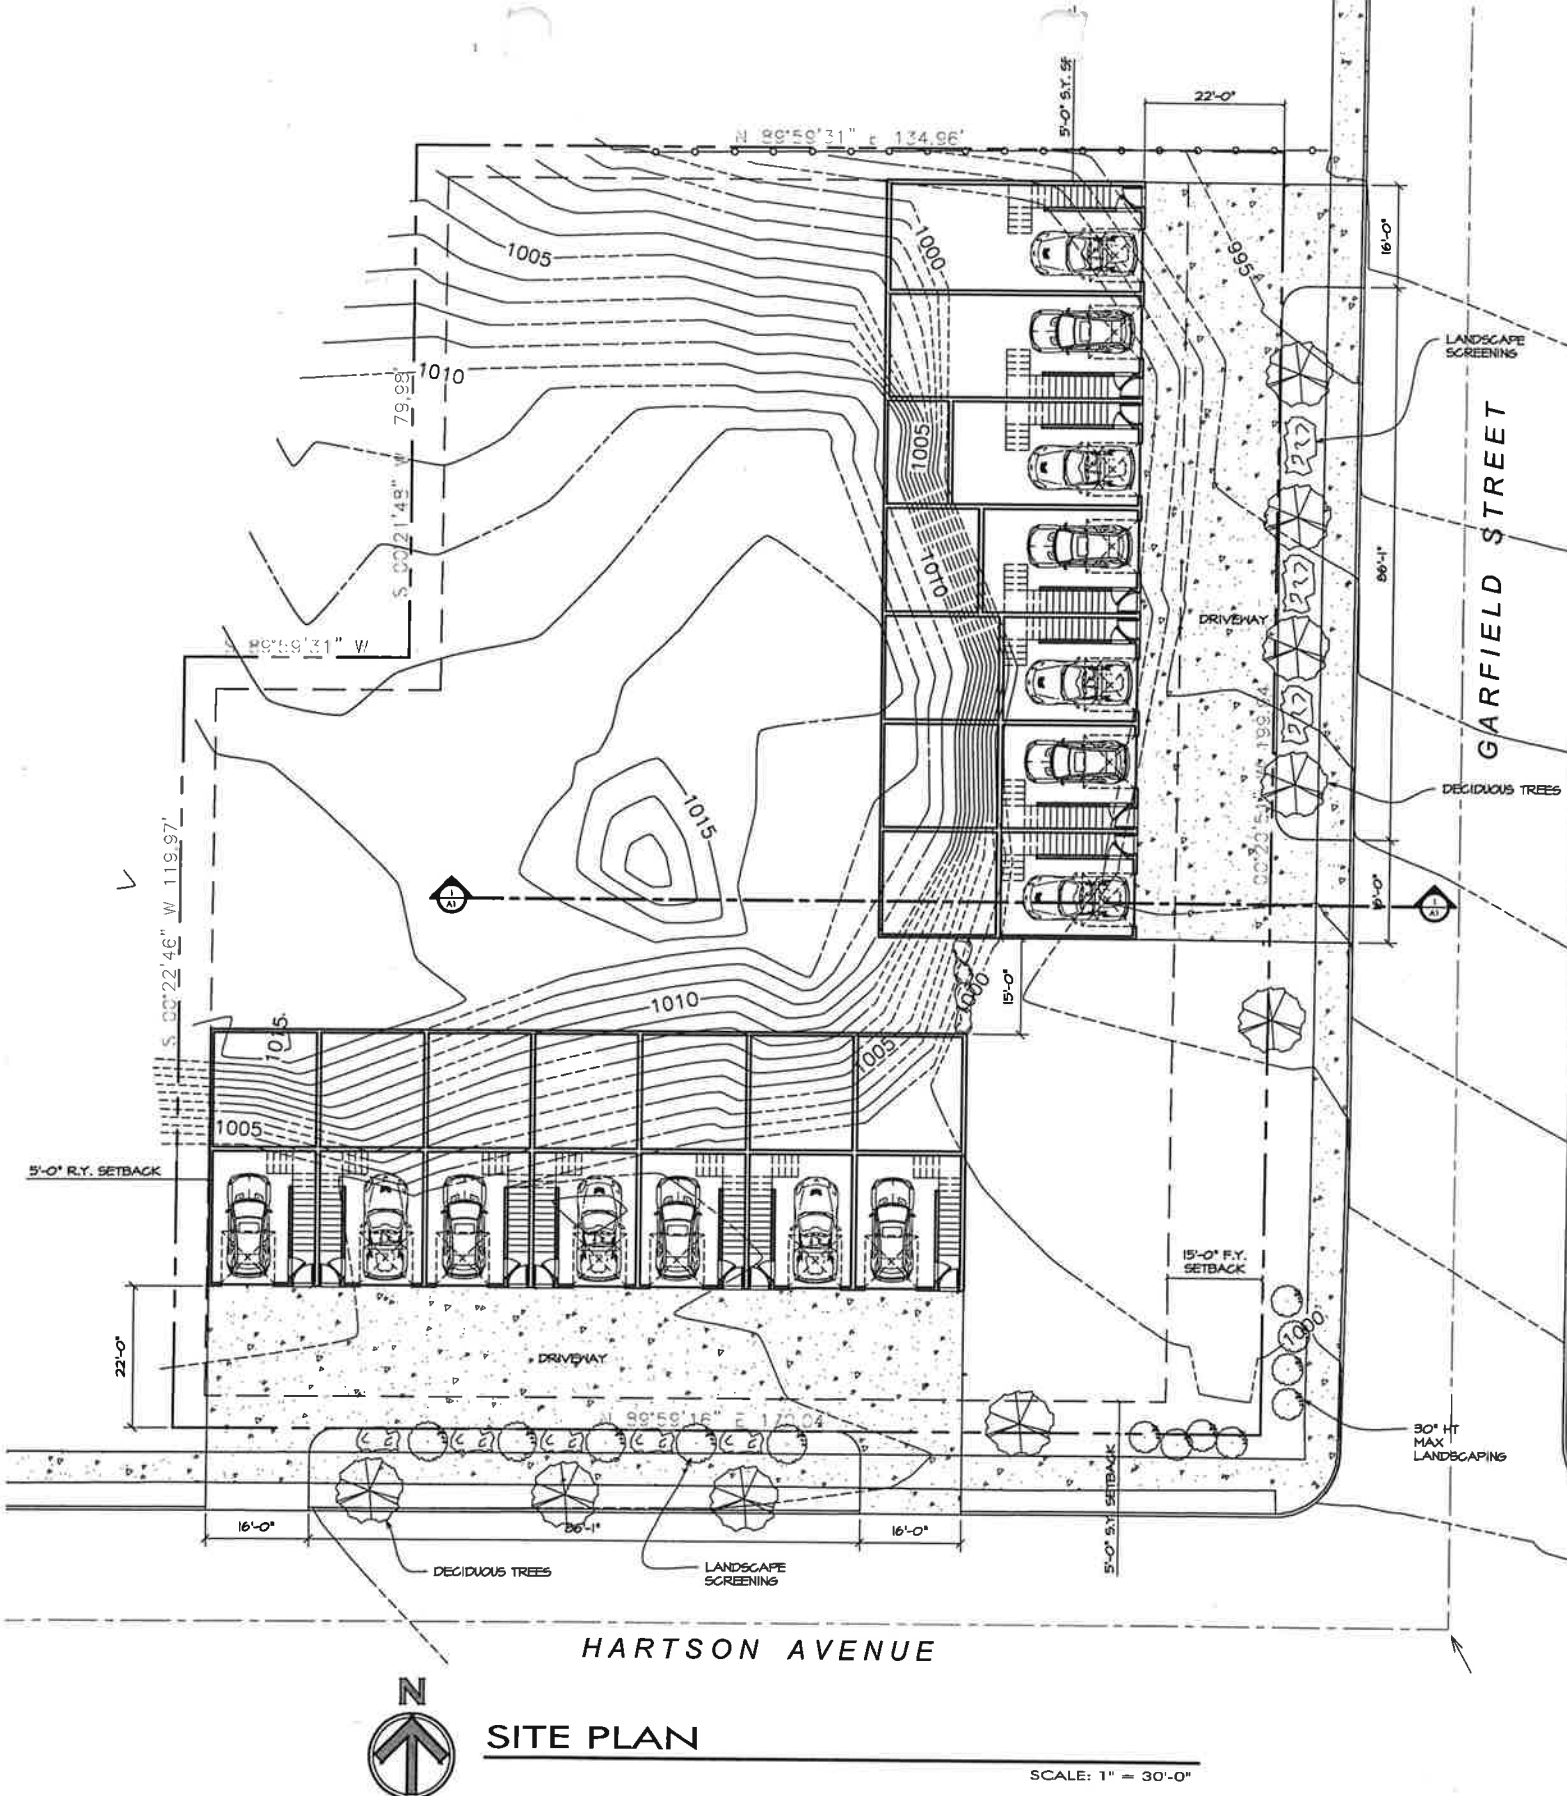 5'-0" S.Y. SF
22'-0"
N 89°59'31" E 134.96'
16'-0"
1000
995
1005
LANDSCAPE
SCREENING
1010
79.98'
S 00°21'48" W
1005
GARFIELD STREET
1010
86'-1"
DRIVEWAY
S 89°59'31" W
DECIDUOUS TREES
1015
S 00°22'46" W 119.97'
1
A1
1
A1
16'-0"
15'-0"
1000
1010
1015
1005
1005
5'-0" R.Y. SETBACK
15'-0" F.Y.
SETBACK
1000
22'-0"
DRIVEWAY
N 89°59'16" E
30" HT
MAX
LANDSCAPING
5'-0" S.Y. SETBACK
16'-0"
86'-1"
16'-0"
DECIDUOUS TREES
LANDSCAPE
SCREENING
HARTSON AVENUE
N
SITE PLAN
SCALE: 1" = 30'-0"